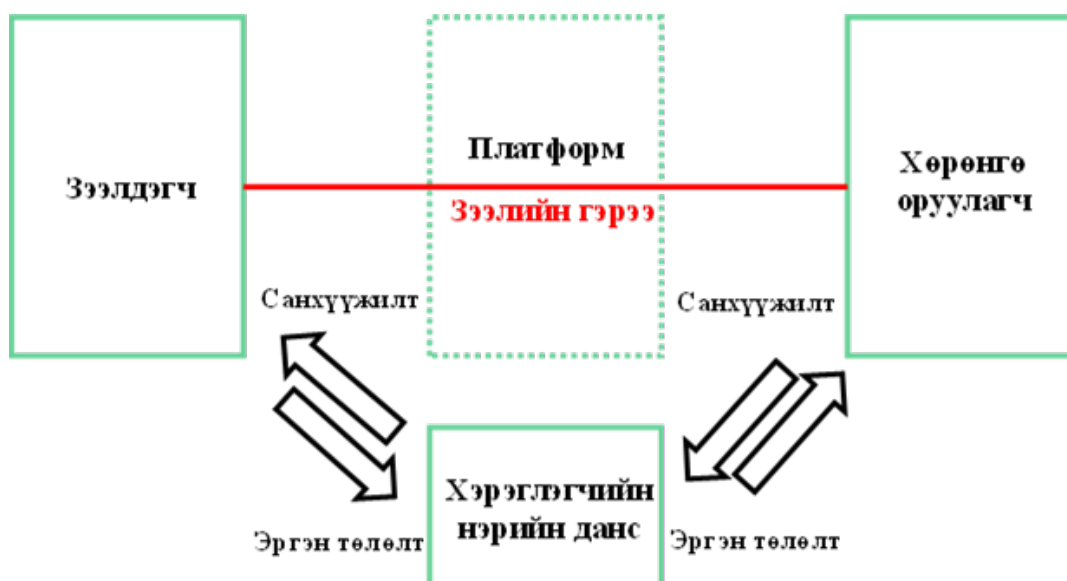 Зээлдэгч
Платформ
Зээлийн гэрээ
Хөрөнгө
оруулагч
Санхүүжилт
Санхүүжилт
Хэрэглэгчийн
нэрийн данс
Эргэн төлөлт
Эргэн төлөлт